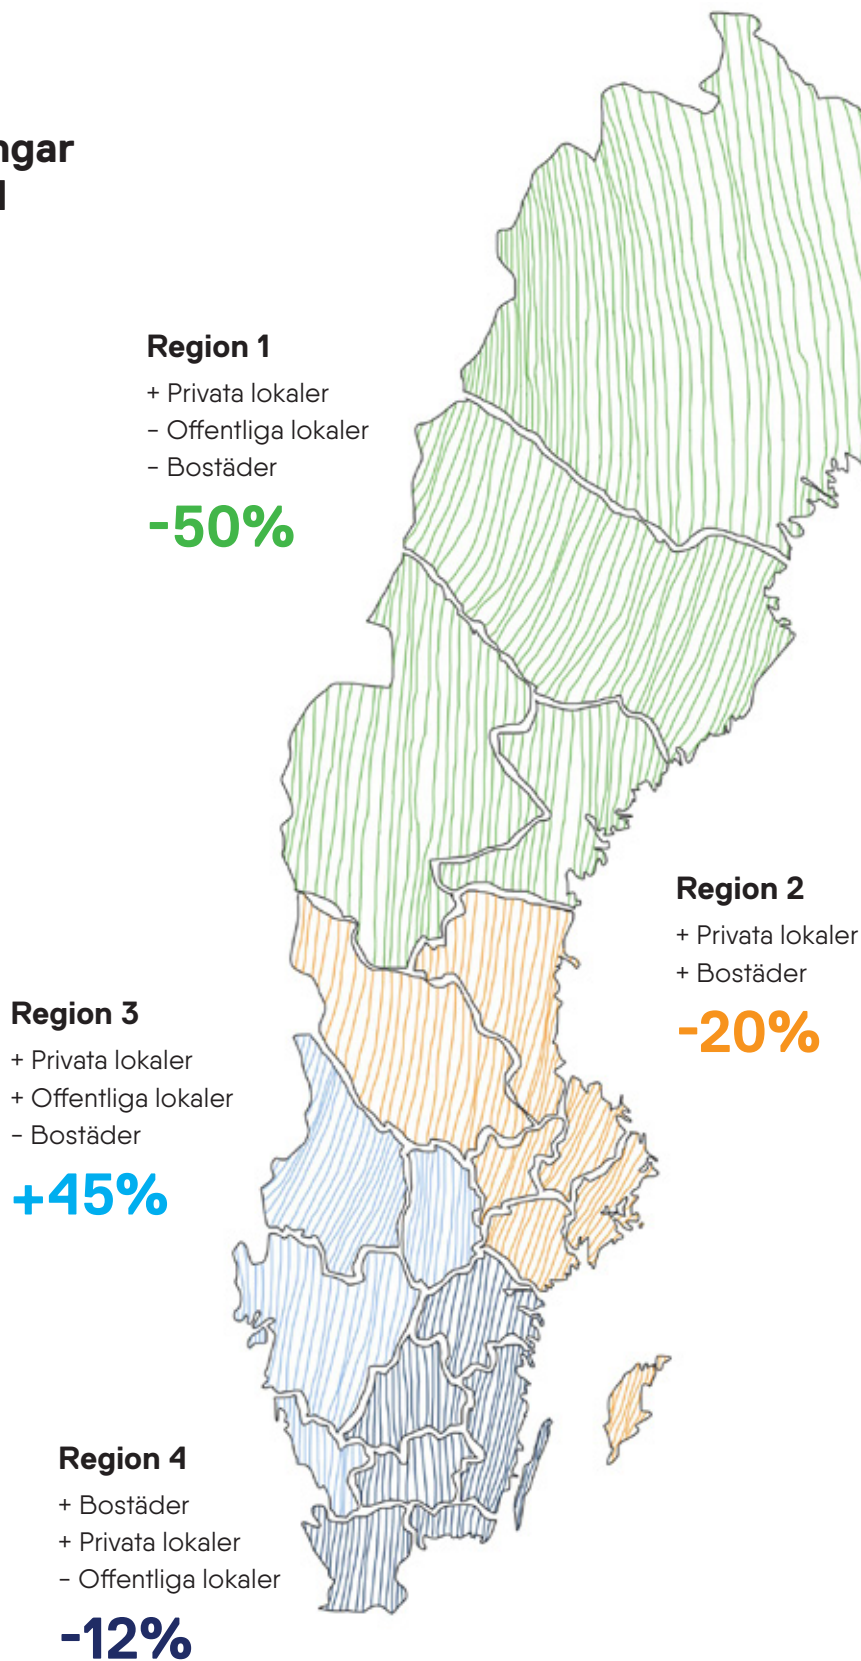 ngar
Region 1
+ Privata lokaler
- Offentliga lokaler
- Bostäder
-50%
Region 2
+ Privata lokaler
+ Bostäder
-20%
Region 3
+ Privata lokaler
+ Offentliga lokaler
- Bostäder
+45%
Region 4
+ Bostäder
+ Privata lokaler
- Offentliga lokaler
-12%